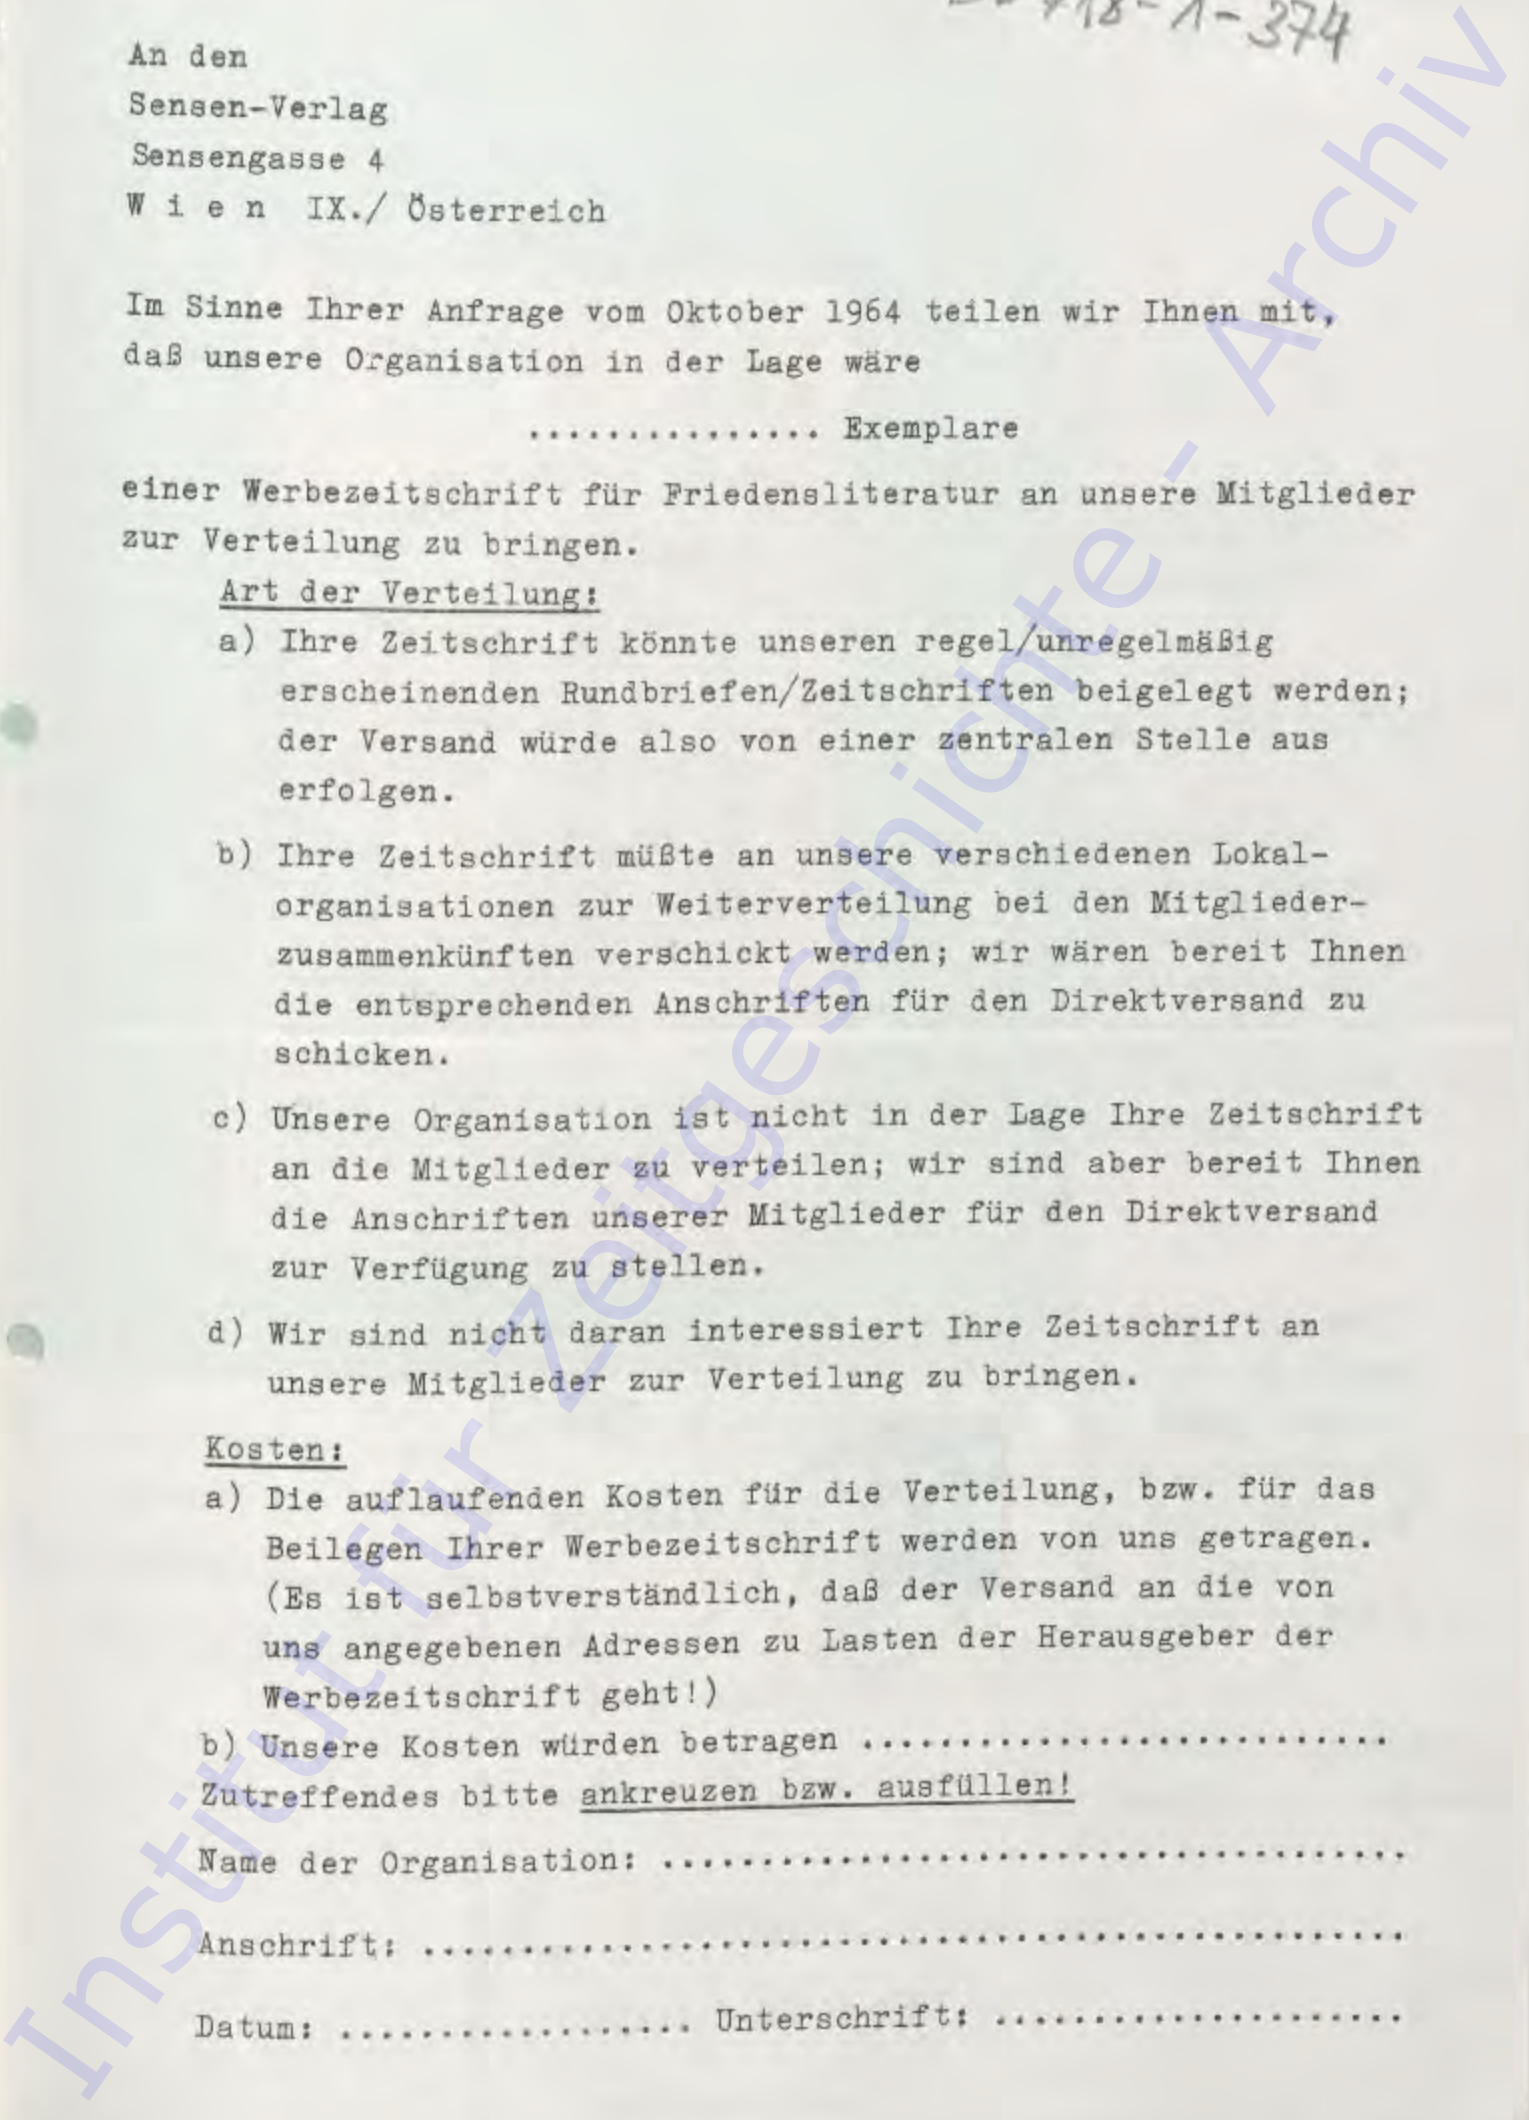 718-1-374
An den
Sensen-Verlag
Sensengasse 4
W i e n IX./ Österreich
Im Sinne Ihrer Anfrage vom Oktober 1964 teilen wir Ihnen mit,
daß unsere Organisation in der Lage wäre
............... Exemplare
einer Werbezeitschrift für Friedensliteratur an unsere Mitglieder
zur Verteilung zu bringen.
Art der Verteilung:
a) Ihre Zeitschrift könnte unseren regel/unregelmäßig
erscheinenden Rundbriefen/Zeitschriften beigelegt werden;
der Versand würde also von einer zentralen Stelle aus
erfolgen.
b) Ihre Zeitschrift müßte an unsere verschiedenen Lokal-
organisationen zur Weiterverteilung bei den Mitglieder-
zusammenkünften verschickt werden; wir wären bereit Ihnen
die entsprechenden Anschriften für den Direktversand zu
schicken.
c) Unsere Organisation ist nicht in der Lage Ihre Zeitschrift
an die Mitglieder zu verteilen; wir sind aber bereit Ihnen
die Anschriften unserer Mitglieder für den Direktversand
zur Verfügung zu stellen.
d) Wir sind nicht daran interessiert Ihre Zeitschrift an
unsere Mitglieder zur Verteilung zu bringen.
Kosten:
a) Die auflaufenden Kosten für die Verteilung, bzw. für das
Beilegen Ihrer Werbezeitschrift werden von uns getragen.
(Es ist selbstverständlich, daß der Versand an die von
uns angegebenen Adressen zu Lasten der Herausgeber der
Werbezeitschrift geht!)
b) Unsere Kosten würden betragen ...........................
Zutreffendes bitte ankreuzen bzw. ausfüllen!
Name der Organisation: ......................................
Anschrift: ..................................................
Datum: .................. Unterschrift: .....................
Institut für Zeitgeschichte - Archiv